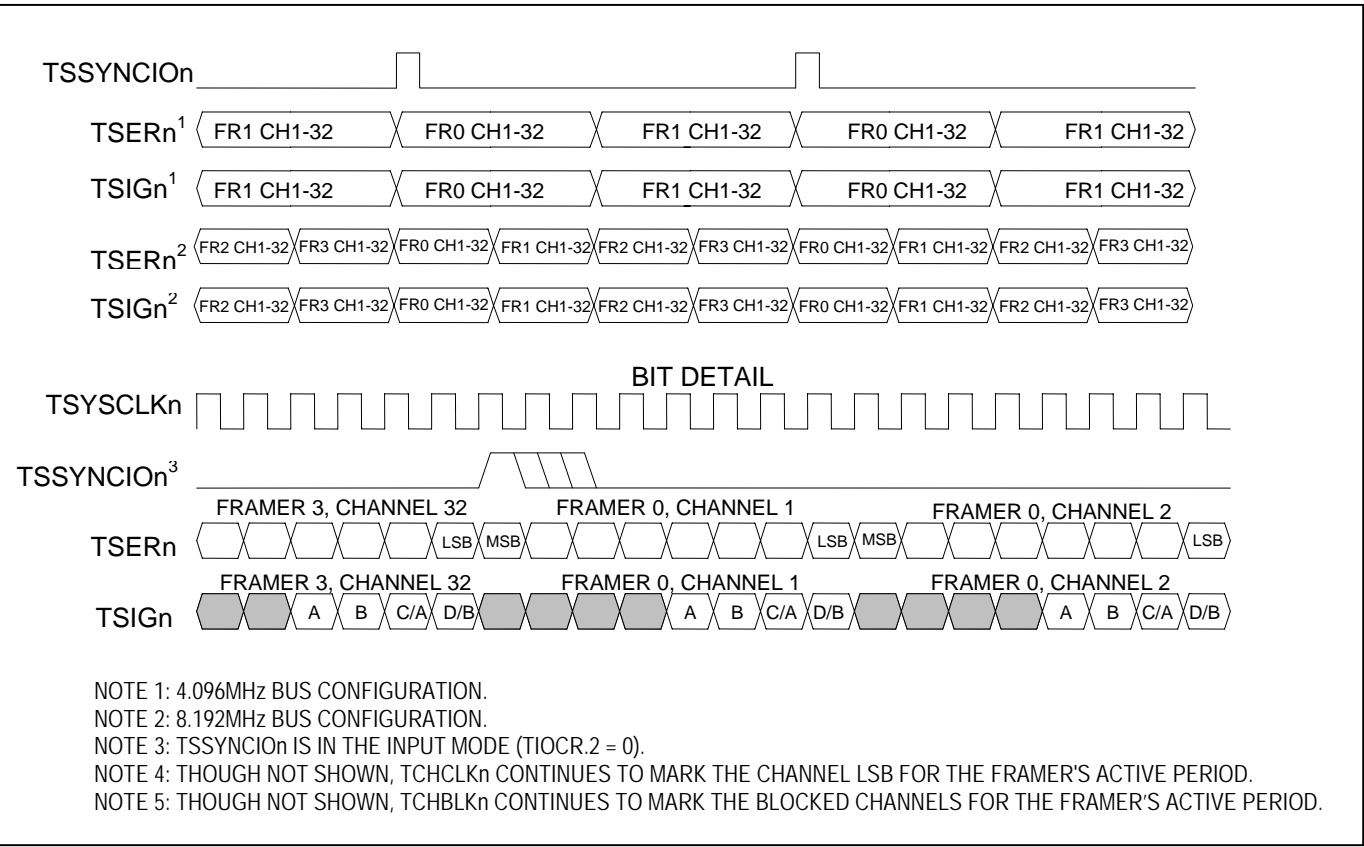 TSSYNCIOn
TSERn1 FR1 CH1-32 FR0 CH1-32 FR1 CH1-32 FR0 CH1-32 FR1 CH1-32
TSIGn1 FR1 CH1-32 FR0 CH1-32 FR1 CH1-32 FR0 CH1-32 FR1 CH1-32
TSERn2 FR2 CH1-32 FR3 CH1-32 FR0 CH1-32 FR1 CH1-32 FR2 CH1-32 FR3 CH1-32 FR0 CH1-32 FR1 CH1-32 FR2 CH1-32 FR3 CH1-32
TSIGn2 FR2 CH1-32 FR3 CH1-32 FR0 CH1-32 FR1 CH1-32 FR2 CH1-32 FR3 CH1-32 FR0 CH1-32 FR1 CH1-32 FR2 CH1-32 FR3 CH1-32
BIT DETAIL
TSYSCLKn
TSSYNCIOn3
FRAMER 3, CHANNEL 32 FRAMER 0, CHANNEL 1 FRAMER 0, CHANNEL 2
TSERn LSB MSB LSB MSB LSB
FRAMER 3, CHANNEL 32 FRAMER 0, CHANNEL 1 FRAMER 0, CHANNEL 2
TSIGn A B C/A D/B A B C/A D/B A B C/A D/B
NOTE 1: 4.096MHz BUS CONFIGURATION.
NOTE 2: 8.192MHz BUS CONFIGURATION.
NOTE 3: TSSYNCIOn IS IN THE INPUT MODE (TIOCR.2 = 0).
NOTE 4: THOUGH NOT SHOWN, TCHCLKn CONTINUES TO MARK THE CHANNEL LSB FOR THE FRAMER'S ACTIVE PERIOD.
NOTE 5: THOUGH NOT SHOWN, TCHBLKn CONTINUES TO MARK THE BLOCKED CHANNELS FOR THE FRAMER’S ACTIVE PERIOD.